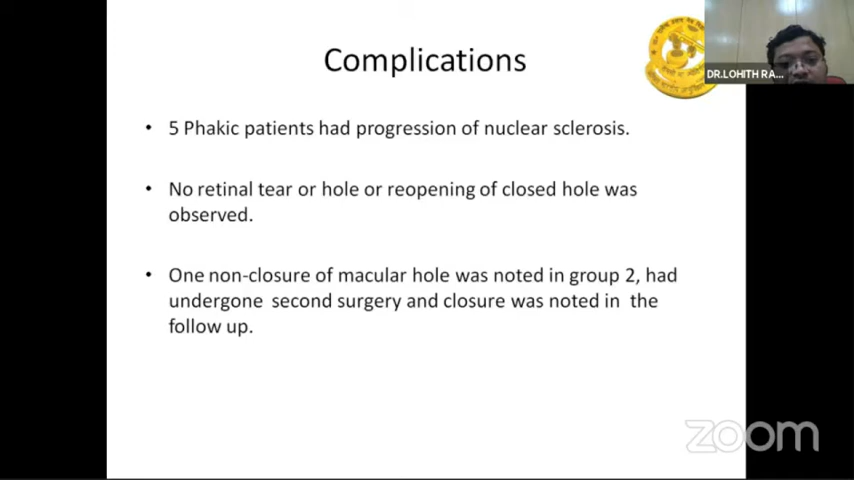 Complications
DR.LOHITH RA...
• 5 Phakic patients had progression of nuclear sclerosis.
• No retinal tear or hole or reopening of closed hole was
observed.
• One non-closure of macular hole was noted in group 2, had
undergone second surgery and closure was noted in the
follow up.
zoom